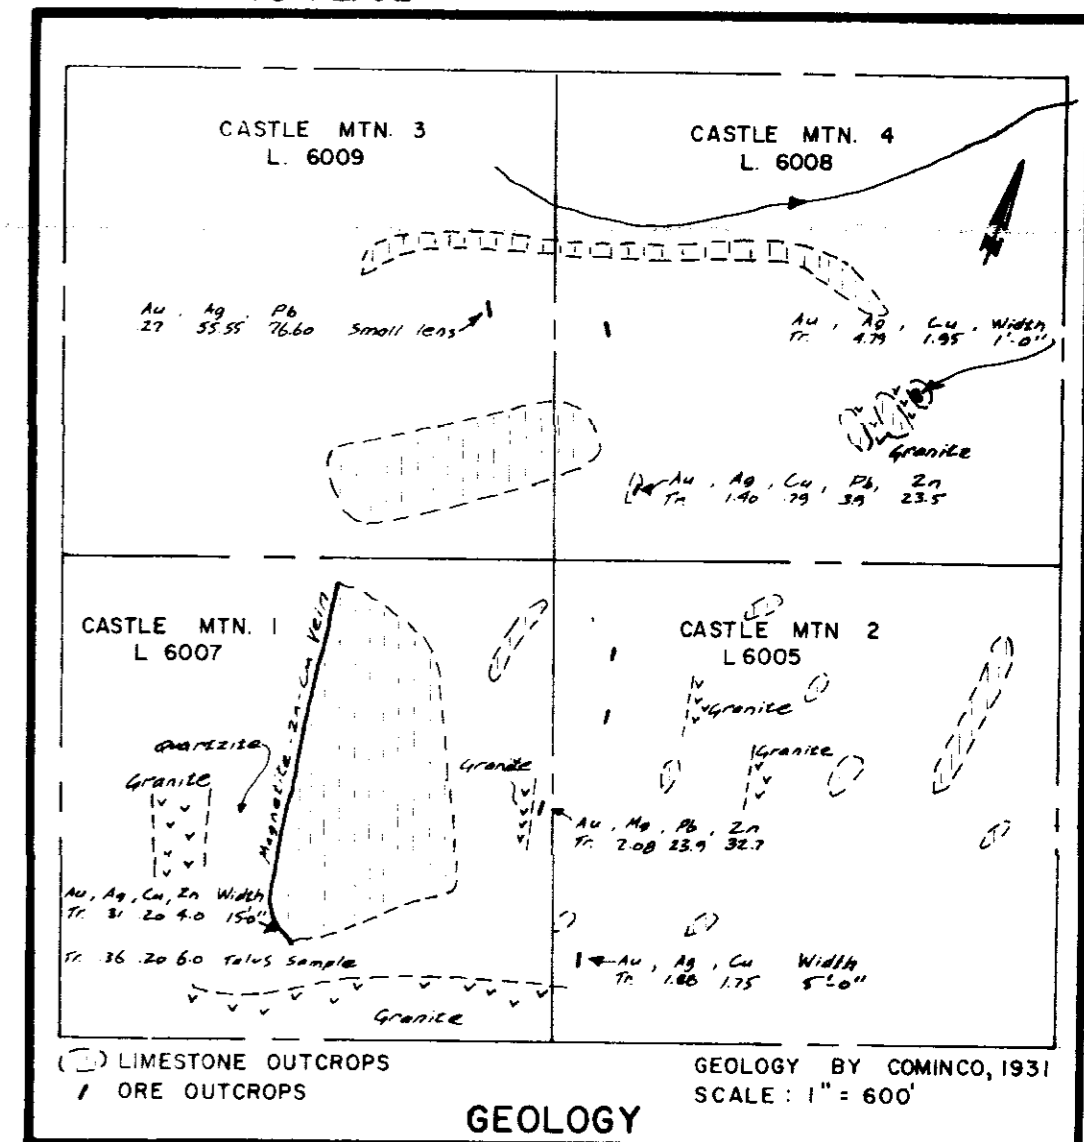 CASTLE MTN. 3
L. 6009
CASTLE MTN. 4
L. 6008
Au , Ag , Pb
.27 55.55 76.60 Small lens
Au , Ag , Cu , Width
Tr. 4.79 1.95 1'-0"
Granite
Au , Ag , Cu , Pb, Zn
Tr. 1.40 .79 3.9 23.5
CASTLE MTN. 1
L 6007
Magnetite - Zn - Cu Vein
Quartzite
Granite
Granite
Au, Ag, Cu, Zn Width
Tr. .31 .20 4.0 15'0"
Tr. .36 .20 6.0 Talus Sample
Granite
CASTLE MTN 2
L 6005
Granite
Granite
Au , Mg , Pb , Zn
Tr. 2.08 23.9 32.7
Au , Ag , Cu Width
Tr. 1.88 1.75 5'-0"
LIMESTONE OUTCROPS
ORE OUTCROPS
GEOLOGY BY COMINCO, 1931
SCALE : 1" = 600'
GEOLOGY